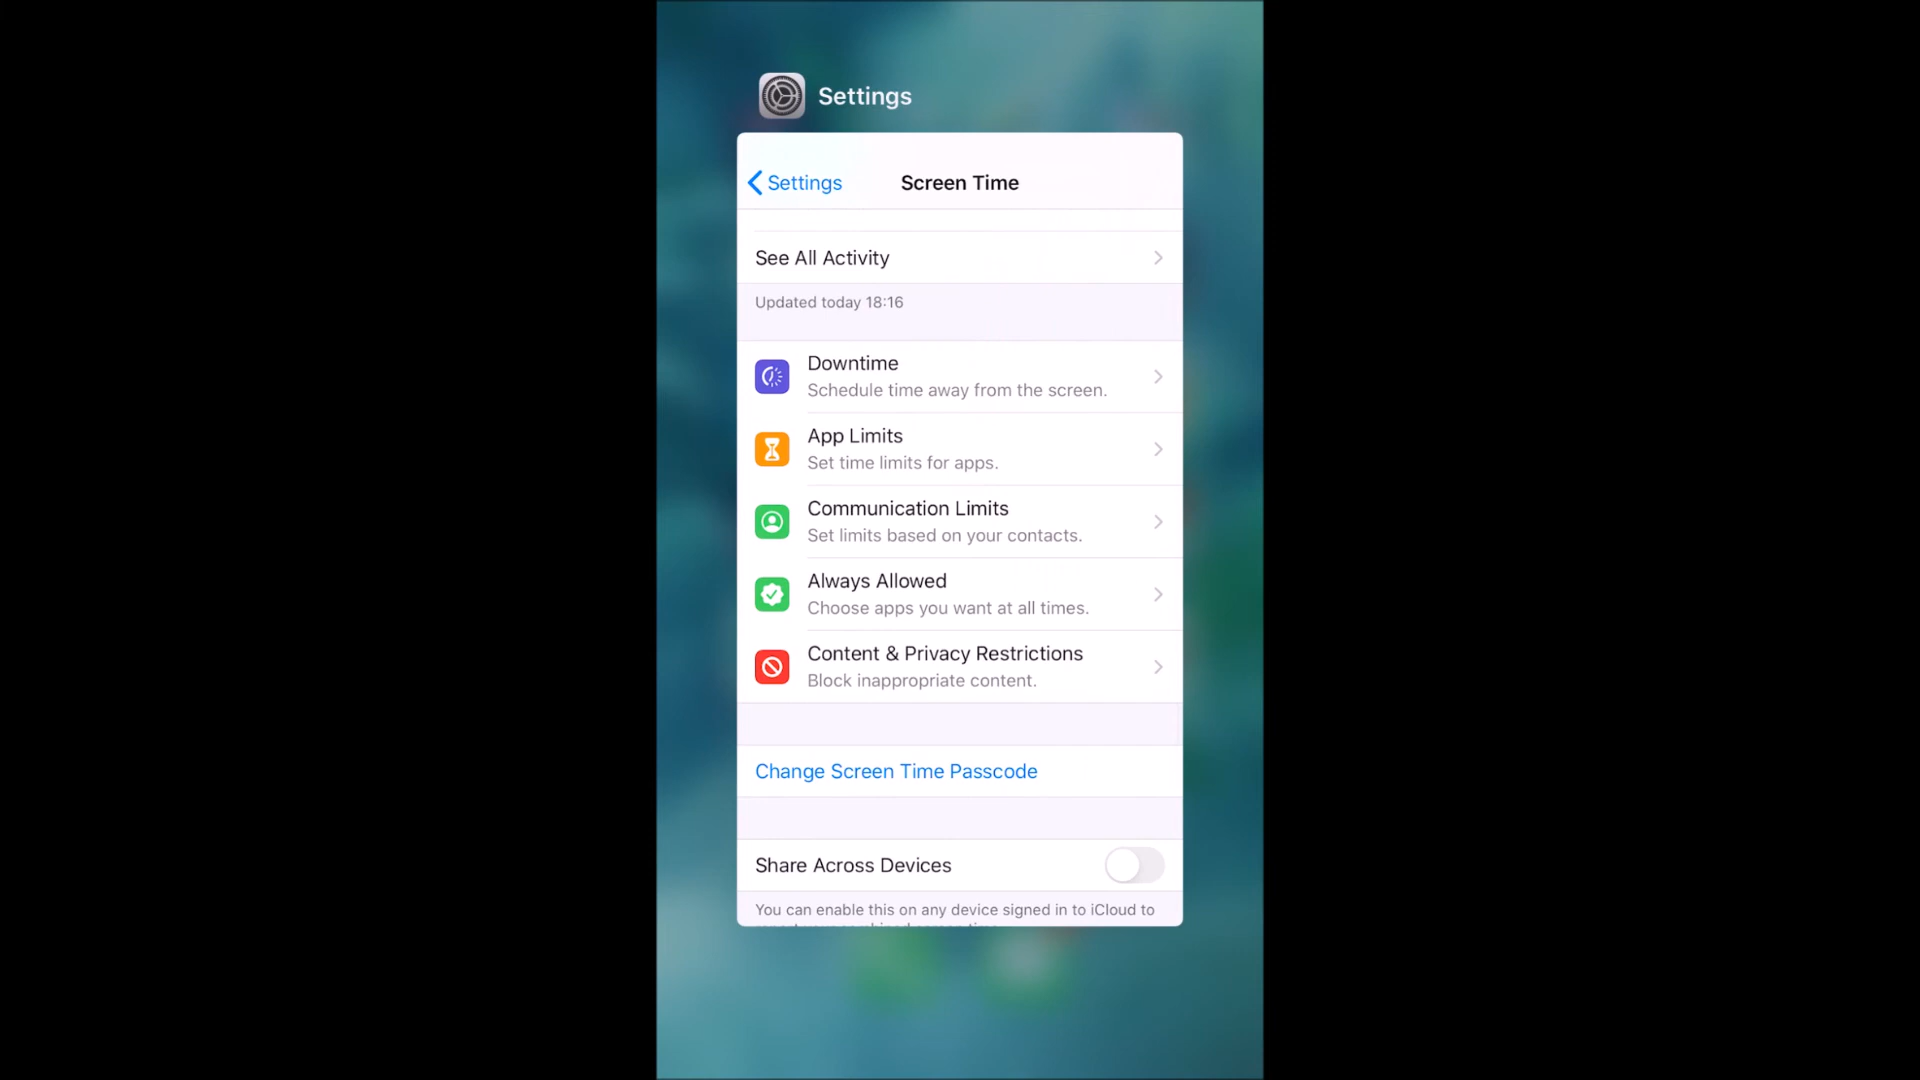 Settings
Settings
Screen Time
See All Activity
Updated today 18:16
Downtime
Schedule time away from the screen.
App Limits
Set time limits for apps.
Communication Limits
Set limits based on your contacts.
Always Allowed
Choose apps you want at all times.
Content & Privacy Restrictions
Block inappropriate content.
Change Screen Time Passcode
Share Across Devices
You can enable this on any device signed in to iCloud to